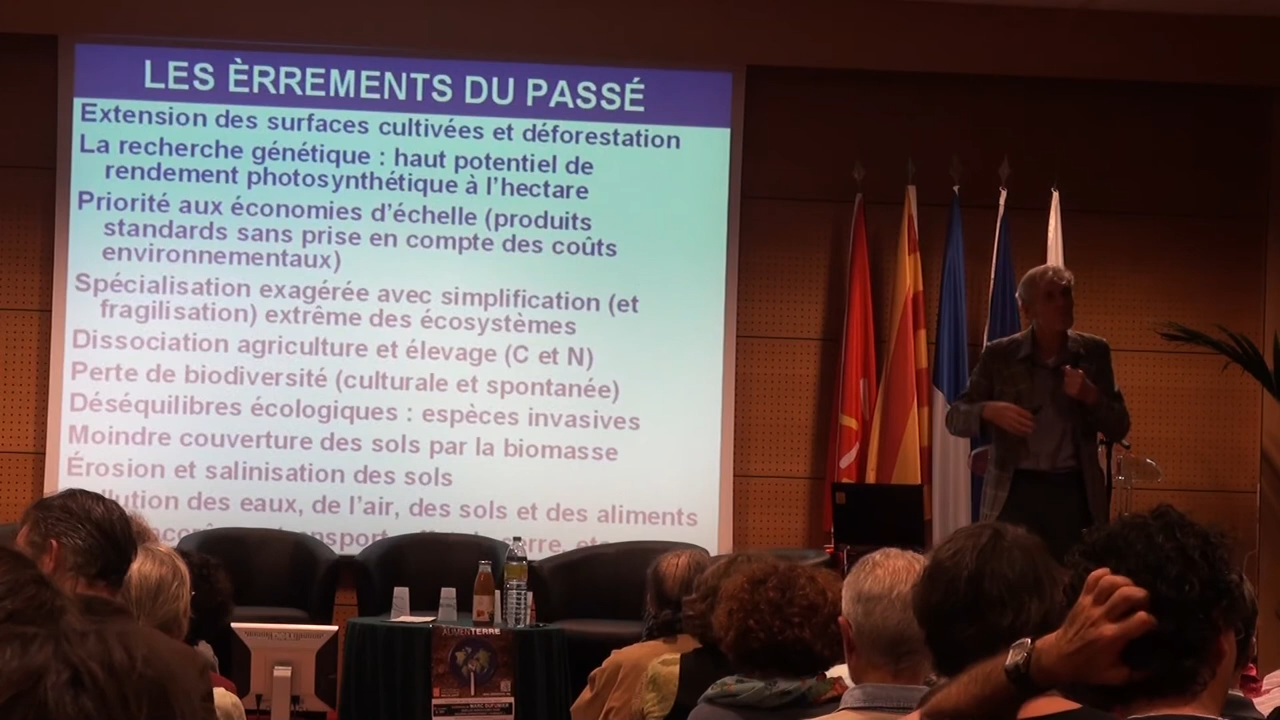 LES ÈRREMENTS DU PASSÉ
Extension des surfaces cultivées et déforestation
La recherche génétique : haut potentiel de
rendement photosynthétique à l'hectare
Priorité aux économies d'échelle (produits
standards sans prise en compte des coûts
environnementaux)
Spécialisation exagérée avec simplification (et
fragilisation) extrême des écosystèmes
Dissociation agriculture et élevage (C et N)
Perte de biodiversité (culturale et spontanée)
Déséquilibres écologiques : espèces invasives
Moindre couverture des sols par la biomasse
Érosion et salinisation des sols
des eaux, de l'air, des sols et des aliments
ALIMENTERRE
MARC DUFUMIER